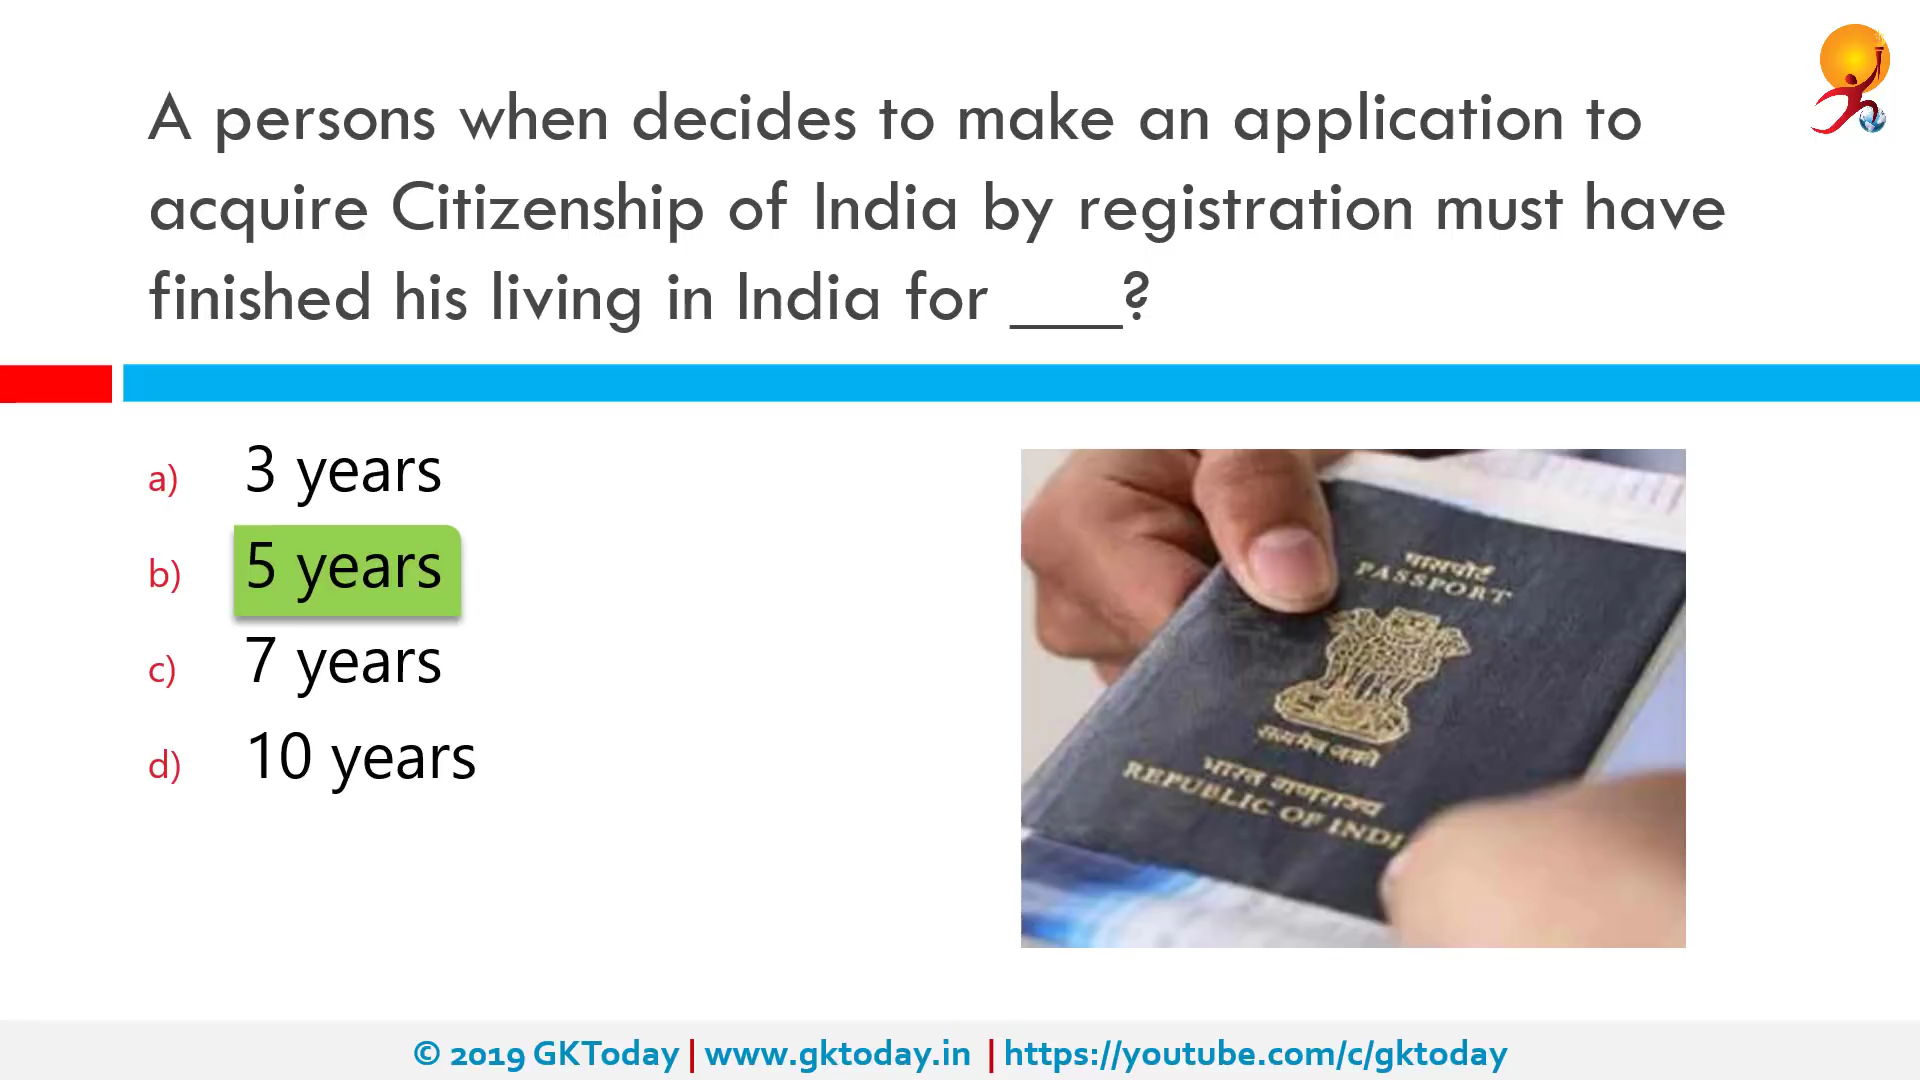 A persons when decides to make an application to
acquire Citizenship of India by registration must have
finished his living in India for ____?
a) 3 years
b) 5 years
c) 7 years
d) 10 years
पासपोर्ट
PASSPORT
सत्यमेव जयते
भारत गणराज्य
REPUBLIC OF INDI
© 2019 GKToday | www.gktoday.in | https://youtube.com/c/gktoday